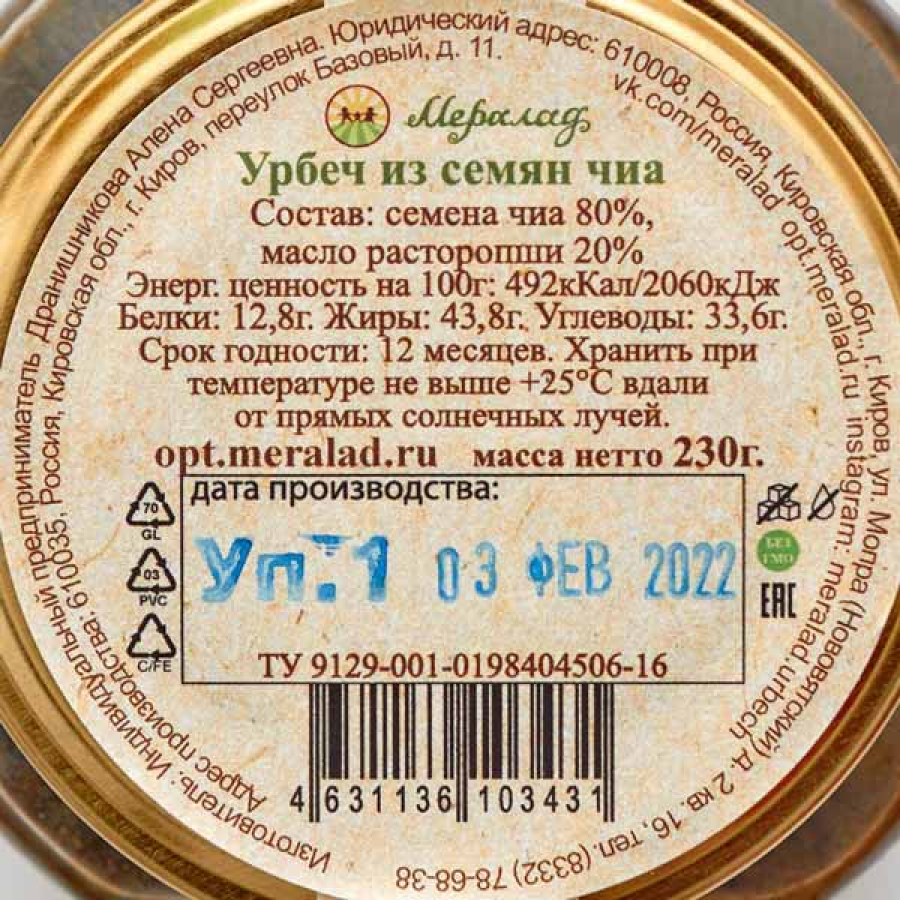 Изготовитель: Индивидуальный предприниматель Дранишникова Алена Сергеевна. Юридический адрес: 610008, Россия, Кировская обл., г. Киров, ул. Мопра (Нововятский) д. 2 кв. 16, тел. (8332) 78-68-38
Адрес производства: 610035, Россия, Кировская обл., г. Киров, переулок Базовый, д. 11.
vk.com/meralad opt.meralad.ru instagram: meralad.urbech
Мералад
Урбеч из семян чиа
Состав: семена чиа 80%,
масло расторопши 20%
Энерг. ценность на 100г: 492кКал/2060кДж
Белки: 12,8г. Жиры: 43,8г. Углеводы: 33,6г.
Срок годности: 12 месяцев. Хранить при
температуре не выше +25°С вдали
от прямых солнечных лучей.
opt.meralad.ru масса нетто 230г.
дата производства:
Уп.1 03 ФЕВ 2022
ТУ 9129-001-0198404506-16
70
GL
03
PVC
C/FE
БЕЗ
ГМО
EAC
4 631136 103431